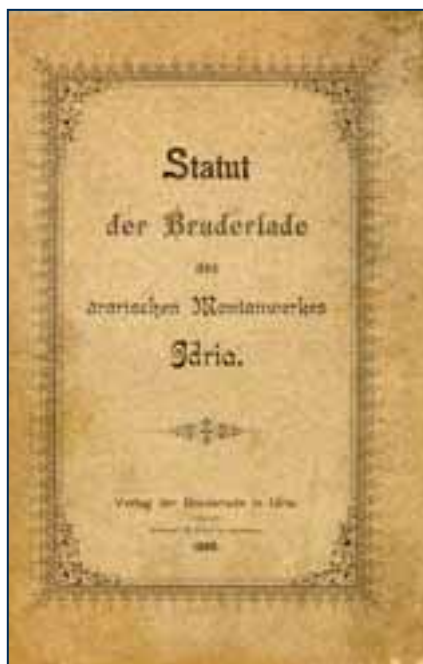 Statut
der Bruderlade
des
ärarischen Montanwerkes
Idria.
Verlag der Bruderlade in Idria.